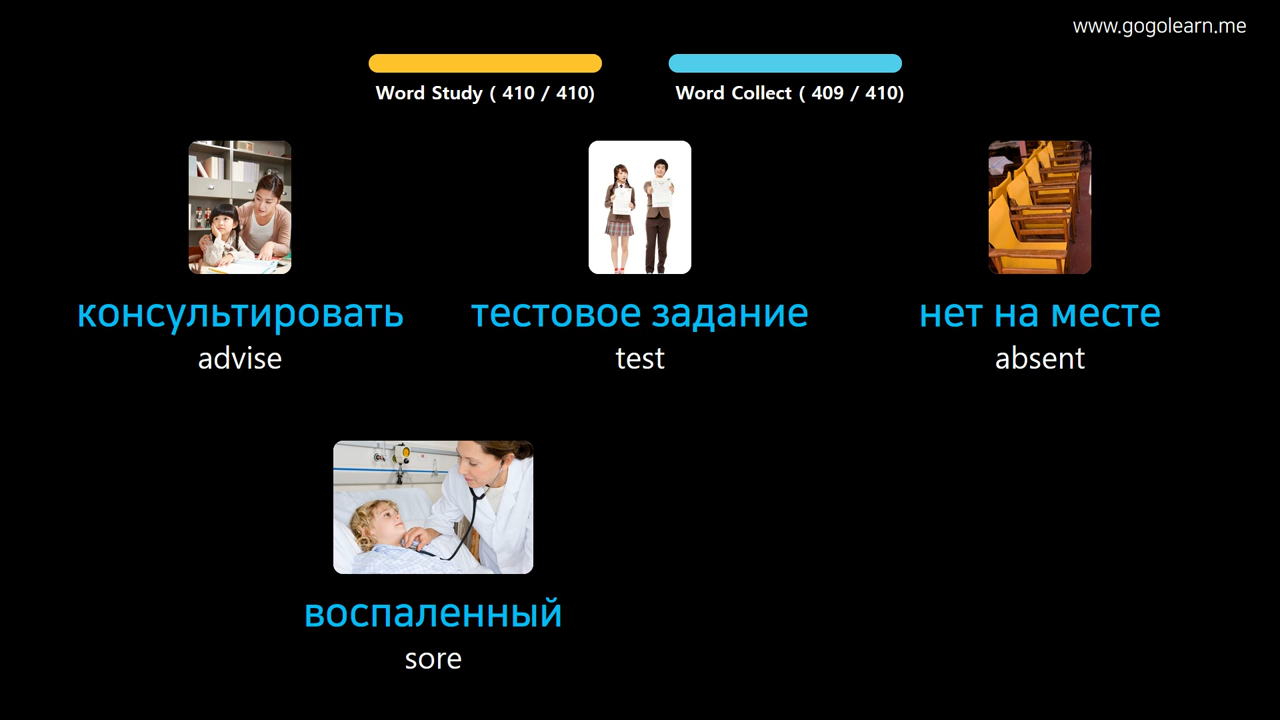 www.gogolearn.me
Word Study ( 410 / 410)
Word Collect ( 409 / 410)
консультировать
тестовое задание
нет на месте
advise
test
absent
воспаленный
sore